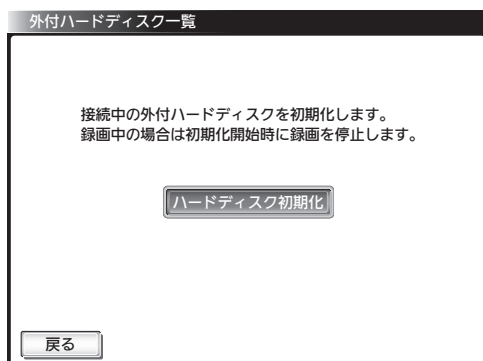 外付ハードディスク一覧
接続中の外付ハードディスクを初期化します。
録画中の場合は初期化開始時に録画を停止します。
ハードディスク初期化
戻る